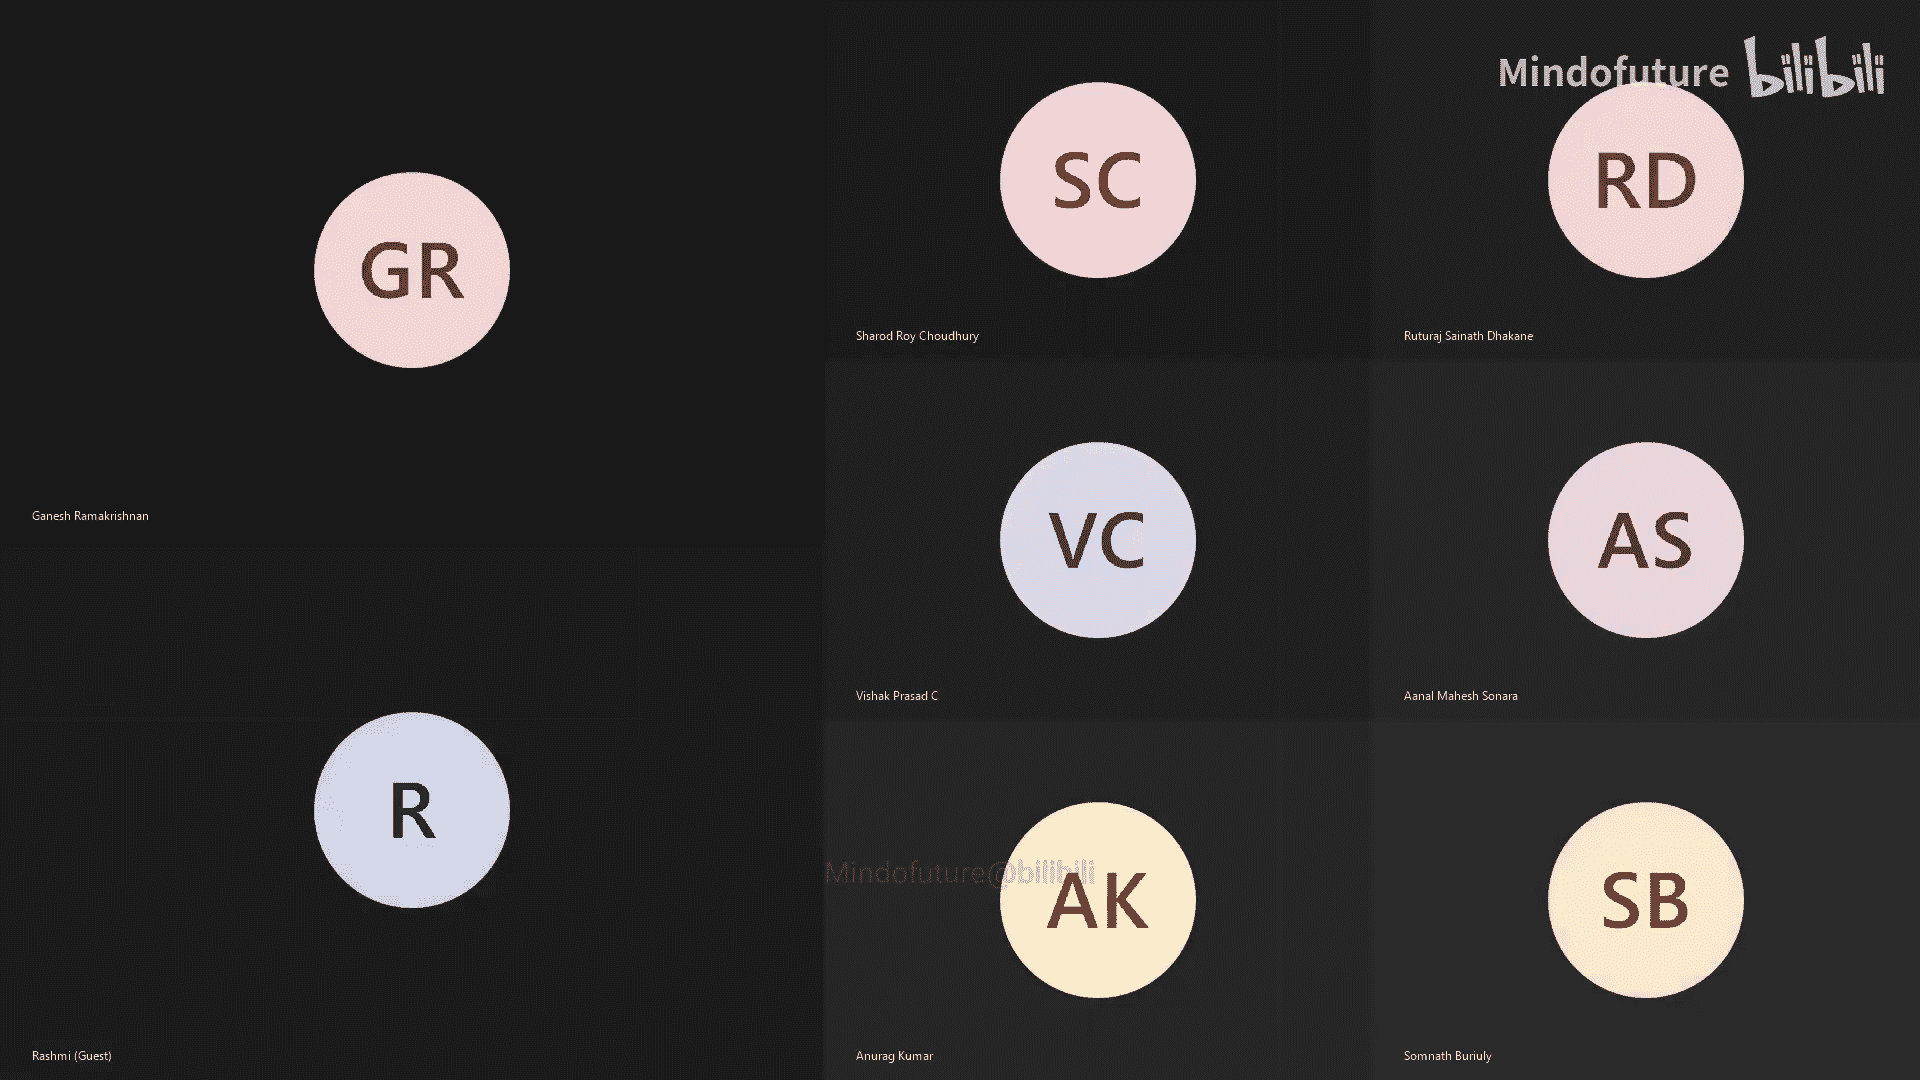 Mindofuture bilibili
GR
Ganesh Ramakrishnan
SC
Sharod Roy Choudhury
RD
Ruturaj Sainath Dhakane
VC
Vishak Prasad C
AS
Aanal Mahesh Sonara
R
Rashmi (Guest)
Mindofuture@bilibili
AK
Anurag Kumar
SB
Somnath Buriuly